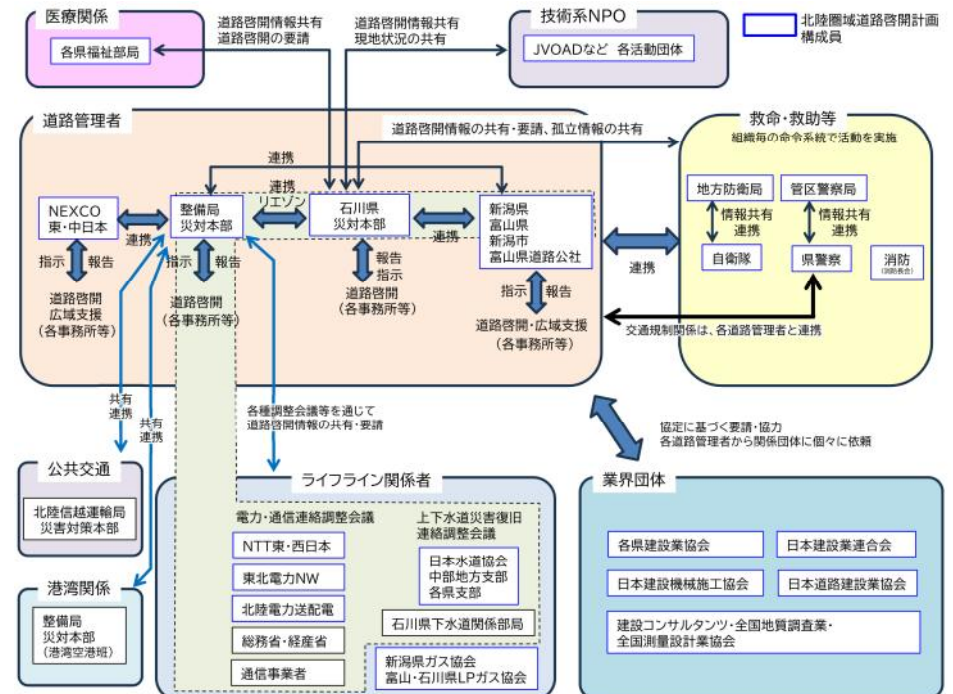 医療関係
各県福祉部局
道路啓開情報共有
道路啓開の要請
道路啓開情報共有
現地状況の共有
技術系NPO
JVOADなど 各活動団体
北陸圏域道路啓開計画
構成員
道路管理者
道路啓開情報の共有・要請、孤立情報の共有
救命・救助等
組織毎の命令系統で活動を実施
連携
NEXCO
東・中日本
連携
整備局
災対本部
連携
リエゾン
石川県
災対本部
連携
新潟県
富山県
新潟市
富山県道路公社
地方防衛局
管区警察局
情報共有
連携
情報共有
連携
自衛隊
県警察
消防
(消防長会)
連携
指示
報告
道路啓開
広域支援
(各事務所等)
指示
報告
道路啓開
(各事務所等)
報告
指示
道路啓開
(各事務所等)
指示
報告
道路啓開・広域支援
(各事務所等)
交通規制関係は、各道路管理者と連携
共有
連携
共有
連携
各種調整会議等を通じて
道路啓開情報の共有・要請
協定に基づく要請・協力
各道路管理者から関係団体に個々に依頼
公共交通
北陸信越運輸局
災害対策本部
港湾関係
整備局
災対本部
(港湾空港班)
ライフライン関係者
電力・通信連絡調整会議
NTT東・西日本
東北電力NW
北陸電力送配電
総務省・経産省
通信事業者
上下水道災害復旧
連絡調整会議
日本水道協会
中部地方支部
各県支部
石川県下水道関係部局
新潟県ガス協会
富山・石川県LPガス協会
業界団体
各県建設業協会
日本建設業連合会
日本建設機械施工協会
日本道路建設業協会
建設コンサルタンツ・全国地質調査業・
全国測量設計業協会